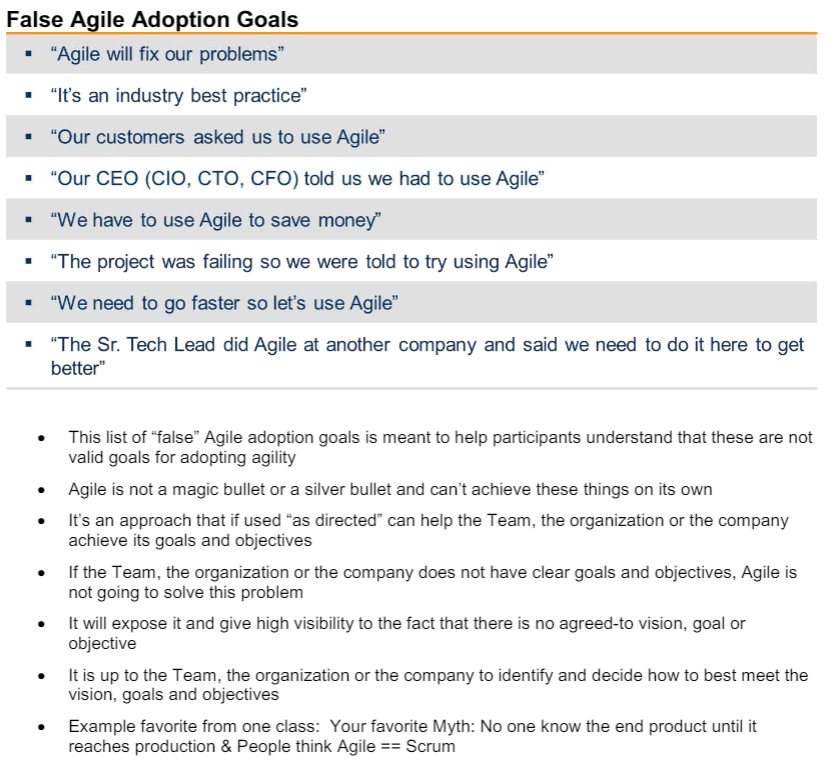 False Agile Adoption Goals
▪ “Agile will fix our problems”
▪ “It’s an industry best practice”
▪ “Our customers asked us to use Agile”
▪ “Our CEO (CIO, CTO, CFO) told us we had to use Agile”
▪ “We have to use Agile to save money”
▪ “The project was failing so we were told to try using Agile”
▪ “We need to go faster so let’s use Agile”
▪ “The Sr. Tech Lead did Agile at another company and said we need to do it here to get
better”
• This list of “false” Agile adoption goals is meant to help participants understand that these are not
valid goals for adopting agility
• Agile is not a magic bullet or a silver bullet and can’t achieve these things on its own
• It’s an approach that if used “as directed” can help the Team, the organization or the company
achieve its goals and objectives
• If the Team, the organization or the company does not have clear goals and objectives, Agile is
not going to solve this problem
• It will expose it and give high visibility to the fact that there is no agreed-to vision, goal or
objective
• It is up to the Team, the organization or the company to identify and decide how to best meet the
vision, goals and objectives
• Example favorite from one class:  Your favorite Myth: No one know the end product until it
reaches production & People think Agile == Scrum